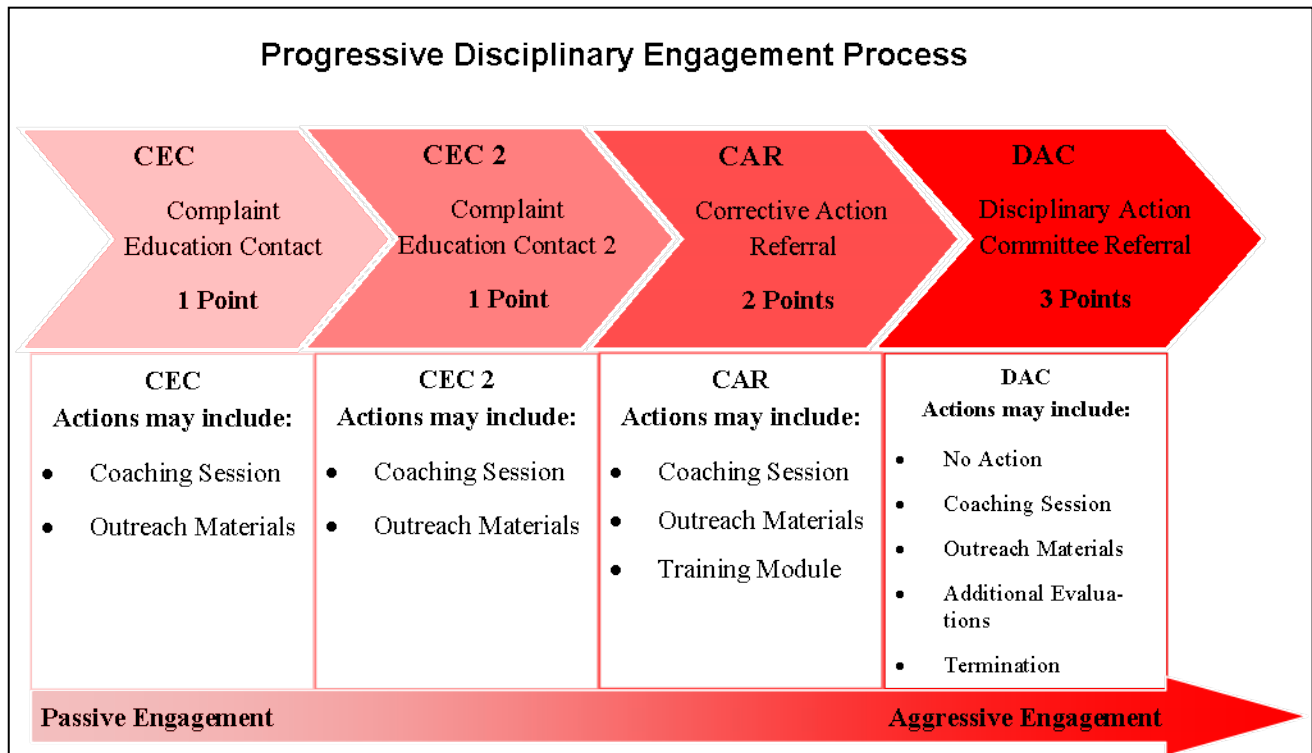 Progressive Disciplinary Engagement Process
CEC
Complaint
Education Contact
1 Point
CEC 2
Complaint
Education Contact 2
1 Point
CAR
Corrective Action
Referral
2 Points
DAC
Disciplinary Action
Committee Referral
3 Points
CEC
Actions may include:
• Coaching Session
• Outreach Materials
CEC 2
Actions may include:
• Coaching Session
• Outreach Materials
CAR
Actions may include:
• Coaching Session
• Outreach Materials
• Training Module
DAC
Actions may include:
• No Action
• Coaching Session
• Outreach Materials
• Additional Evalua-
tions
• Termination
Passive Engagement
Aggressive Engagement